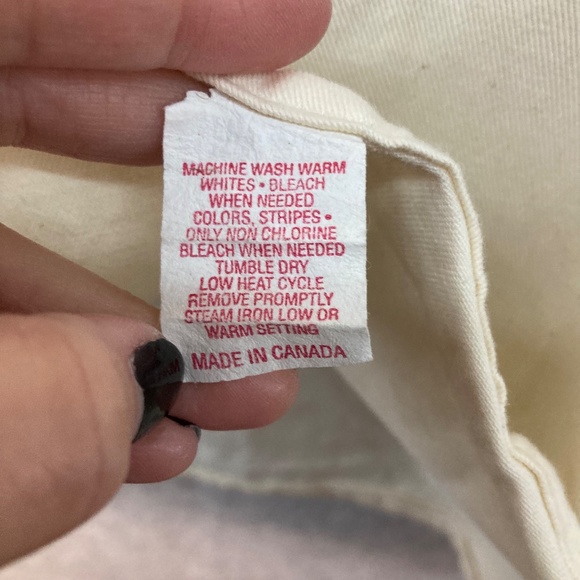 MACHINE WASH WARM
WHITES • BLEACH
WHEN NEEDED
COLORS, STRIPES •
ONLY NON CHLORINE
BLEACH WHEN NEEDED
TUMBLE DRY
LOW HEAT CYCLE
REMOVE PROMPTLY
STEAM IRON LOW OR
WARM SETTING
MADE IN CANADA